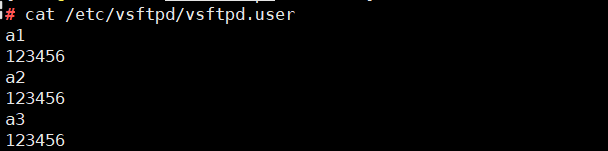 # cat /etc/vsftpd/vsftpd.user
a1
123456
a2
123456
a3
123456